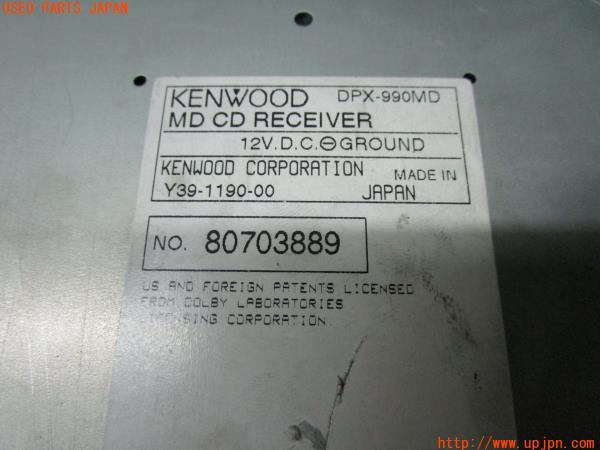 USED PARTS JAPAN
KENWOOD DPX-990MD
MD CD RECEIVER
12V.D.C.⊖GROUND
KENWOOD CORPORATION MADE IN
Y39-1190-00 JAPAN
NO. 80703889
US AND FOREIGN PATENTS LICENSED
FROM DOLBY LABORATORIES
CORPORATION.
http://www.upjpn.com/